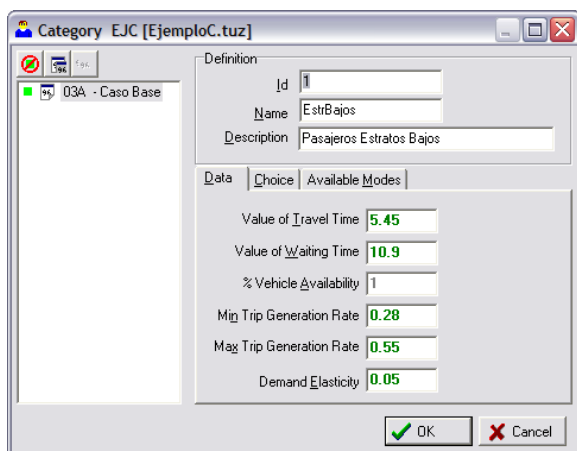 Category EJC [EjemploC.tuz]
03A - Caso Base
Definition
Id 1
Name EstrBajos
Description Pasajeros Estratos Bajos
Data Choice Available Modes
Value of Travel Time 5.45
Value of Waiting Time 10.9
% Vehicle Availability 1
Min Trip Generation Rate 0.28
Max Trip Generation Rate 0.55
Demand Elasticity 0.05
OK Cancel